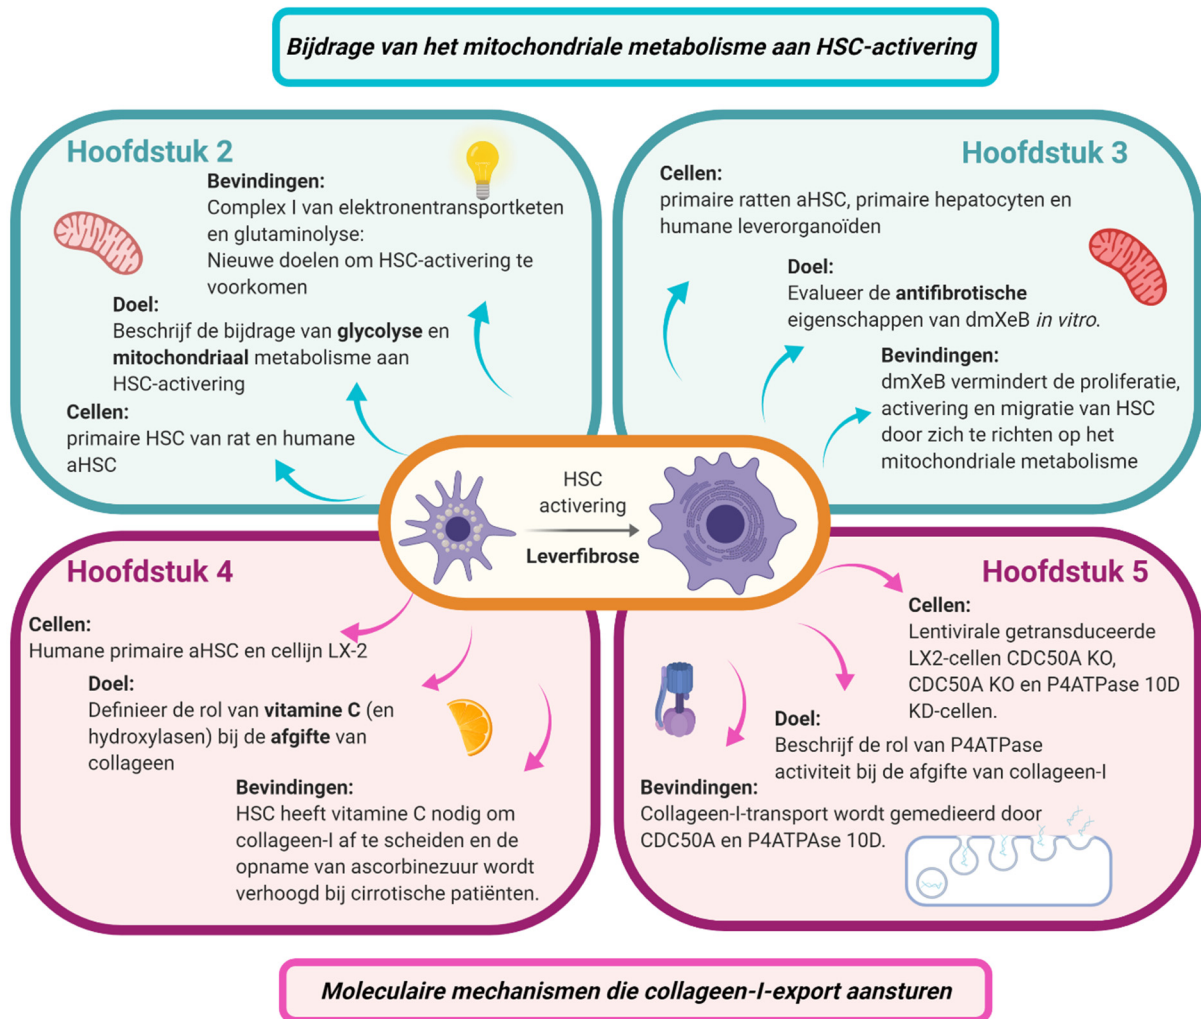 Bijdrage van het mitochondriale metabolisme aan HSC-activering
Hoofdstuk 2
Bevindingen:
Complex I van elektronentransportketen
en glutaminolyse:
Nieuwe doelen om HSC-activering te
voorkomen
Doel:
Beschrijf de bijdrage van glycolyse en
mitochondriaal metabolisme aan
HSC-activering
Cellen:
primaire HSC van rat en humane
aHSC
Hoofdstuk 3
Cellen:
primaire ratten aHSC, primaire hepatocyten en
humane leverorganoïden
Doel:
Evalueer de antifibrotische
eigenschappen van dmXeB in vitro.
Bevindingen:
dmXeB vermindert de proliferatie,
activering en migratie van HSC
door zich te richten op het
mitochondriale metabolisme
HSC
activering
Leverfibrose
Hoofdstuk 4
Cellen:
Humane primaire aHSC en cellijn LX-2
Doel:
Definieer de rol van vitamine C (en
hydroxylasen) bij de afgifte van
collageen
Bevindingen:
HSC heeft vitamine C nodig om
collageen-I af te scheiden en de
opname van ascorbinezuur wordt
verhoogd bij cirrotische patiënten.
Hoofdstuk 5
Cellen:
Lentivirale getransduceerde
LX2-cellen CDC50A KO,
CDC50A KO en P4ATPase 10D
KD-cellen.
Doel:
Beschrijf de rol van P4ATPase
activiteit bij de afgifte van collageen-I
Bevindingen:
Collageen-I-transport wordt gemedieerd door
CDC50A en P4ATPAse 10D.
Moleculaire mechanismen die collageen-I-export aansturen